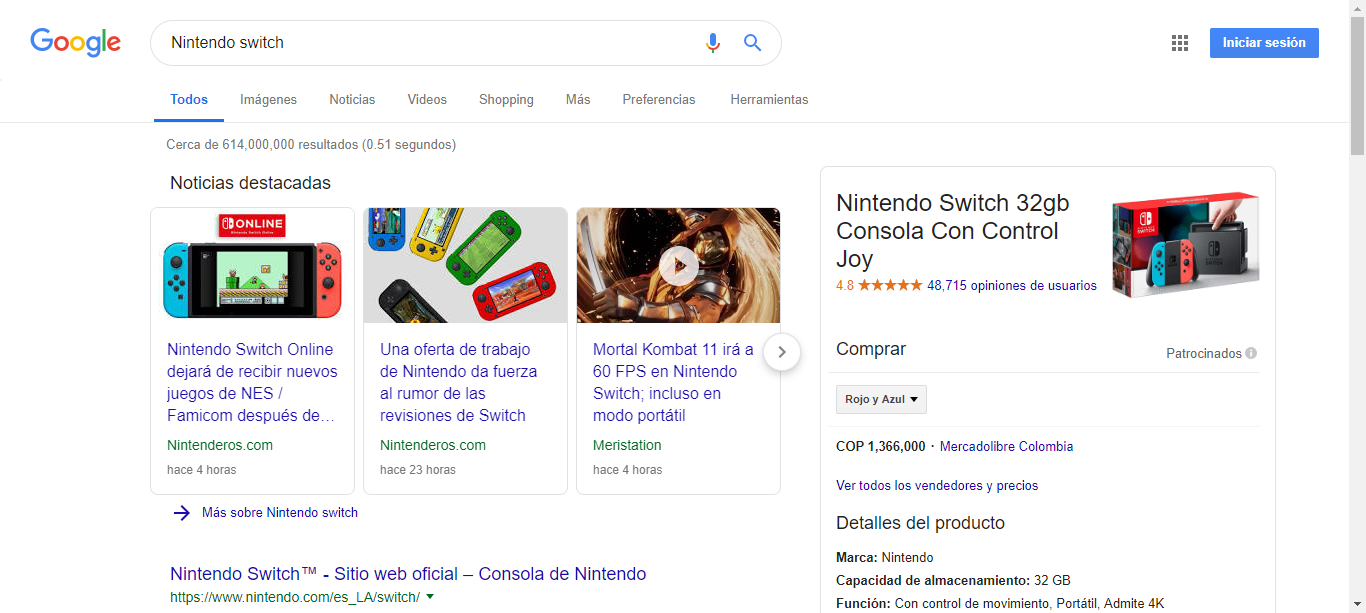 Google
Nintendo switch
Iniciar sesión
Todos Imágenes Noticias Videos Shopping Más Preferencias Herramientas
Cerca de 614,000,000 resultados (0.51 segundos)
Noticias destacadas
ONLINE
Nintendo Switch Online
Nintendo Switch Online
dejará de recibir nuevos
juegos de NES /
Famicom después de…
Nintenderos.com
hace 4 horas
Una oferta de trabajo
de Nintendo da fuerza
al rumor de las
revisiones de Switch
Nintenderos.com
hace 23 horas
Mortal Kombat 11 irá a
60 FPS en Nintendo
Switch; incluso en
modo portátil
Meristation
hace 4 horas
Más sobre Nintendo switch
Nintendo Switch™ - Sitio web oficial – Consola de Nintendo
https://www.nintendo.com/es_LA/switch/
Nintendo Switch 32gb
Consola Con Control
Joy
4.8 48,715 opiniones de usuarios
Comprar
Patrocinados
Rojo y Azul
COP 1,366,000 · Mercadolibre Colombia
Ver todos los vendedores y precios
Detalles del producto
Marca: Nintendo
Capacidad de almacenamiento: 32 GB
Función: Con control de movimiento, Portátil, Admite 4K